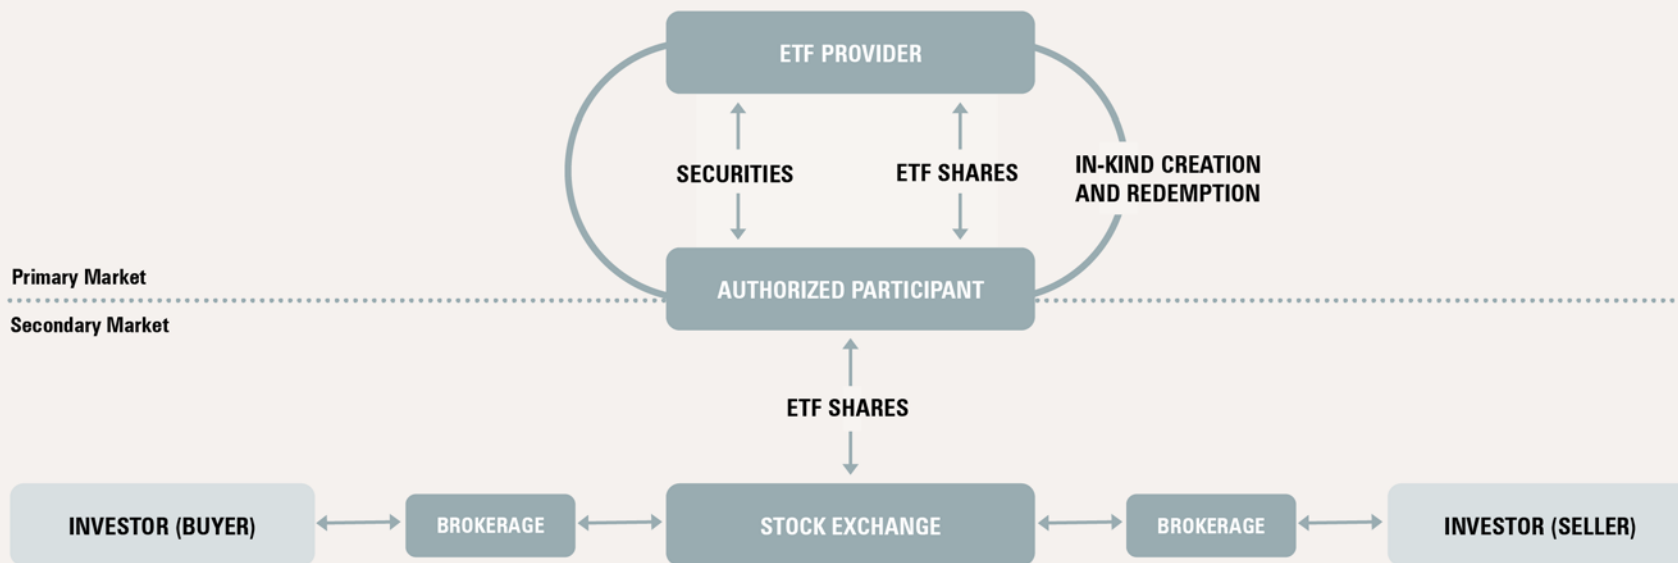 ETF PROVIDER
SECURITIES
ETF SHARES
IN-KIND CREATION
AND REDEMPTION
Primary Market
AUTHORIZED PARTICIPANT
Secondary Market
ETF SHARES
INVESTOR (BUYER)
BROKERAGE
STOCK EXCHANGE
BROKERAGE
INVESTOR (SELLER)